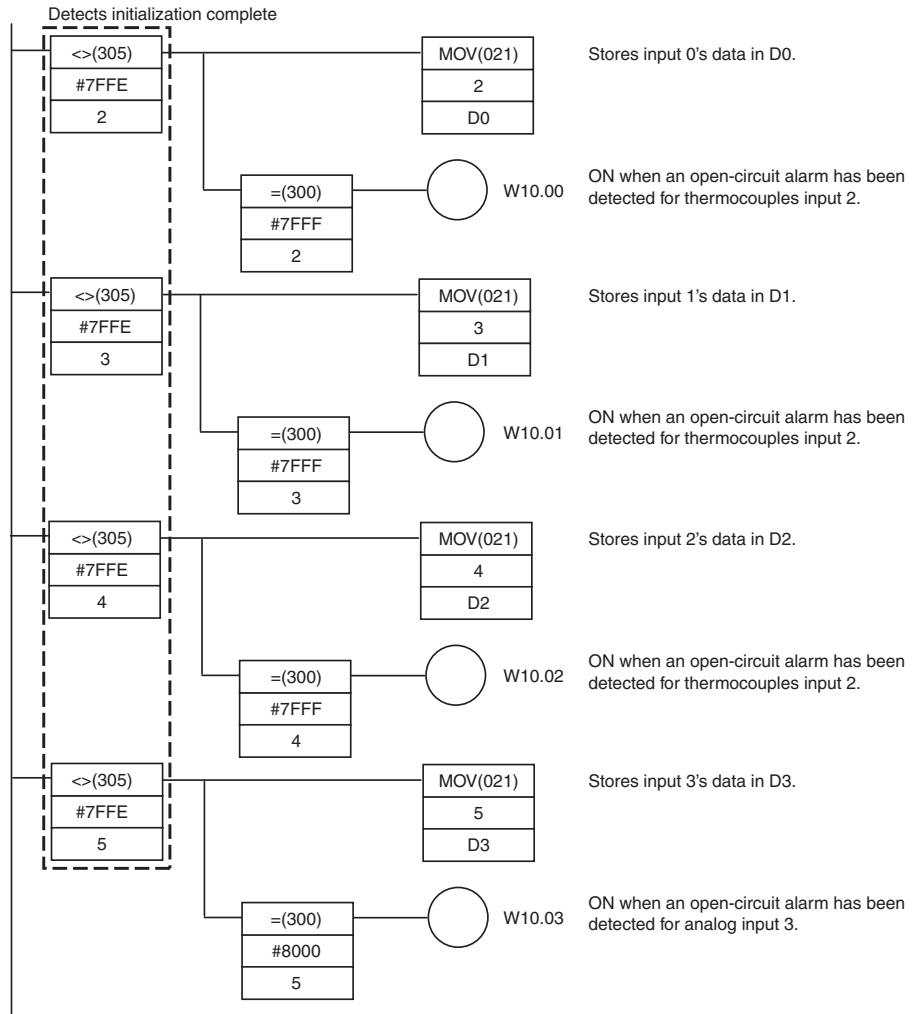 Detects initialization complete
<>(305)
#7FFE
2
MOV(021)
2
D0
Stores input 0's data in D0.
=(300)
#7FFF
2
W10.00
ON when an open-circuit alarm has been
detected for thermocouples input 2.
<>(305)
#7FFE
3
MOV(021)
3
D1
Stores input 1's data in D1.
=(300)
#7FFF
3
W10.01
ON when an open-circuit alarm has been
detected for thermocouples input 2.
<>(305)
#7FFE
4
MOV(021)
4
D2
Stores input 2's data in D2.
=(300)
#7FFF
4
W10.02
ON when an open-circuit alarm has been
detected for thermocouples input 2.
<>(305)
#7FFE
5
MOV(021)
5
D3
Stores input 3's data in D3.
=(300)
#8000
5
W10.03
ON when an open-circuit alarm has been
detected for analog input 3.